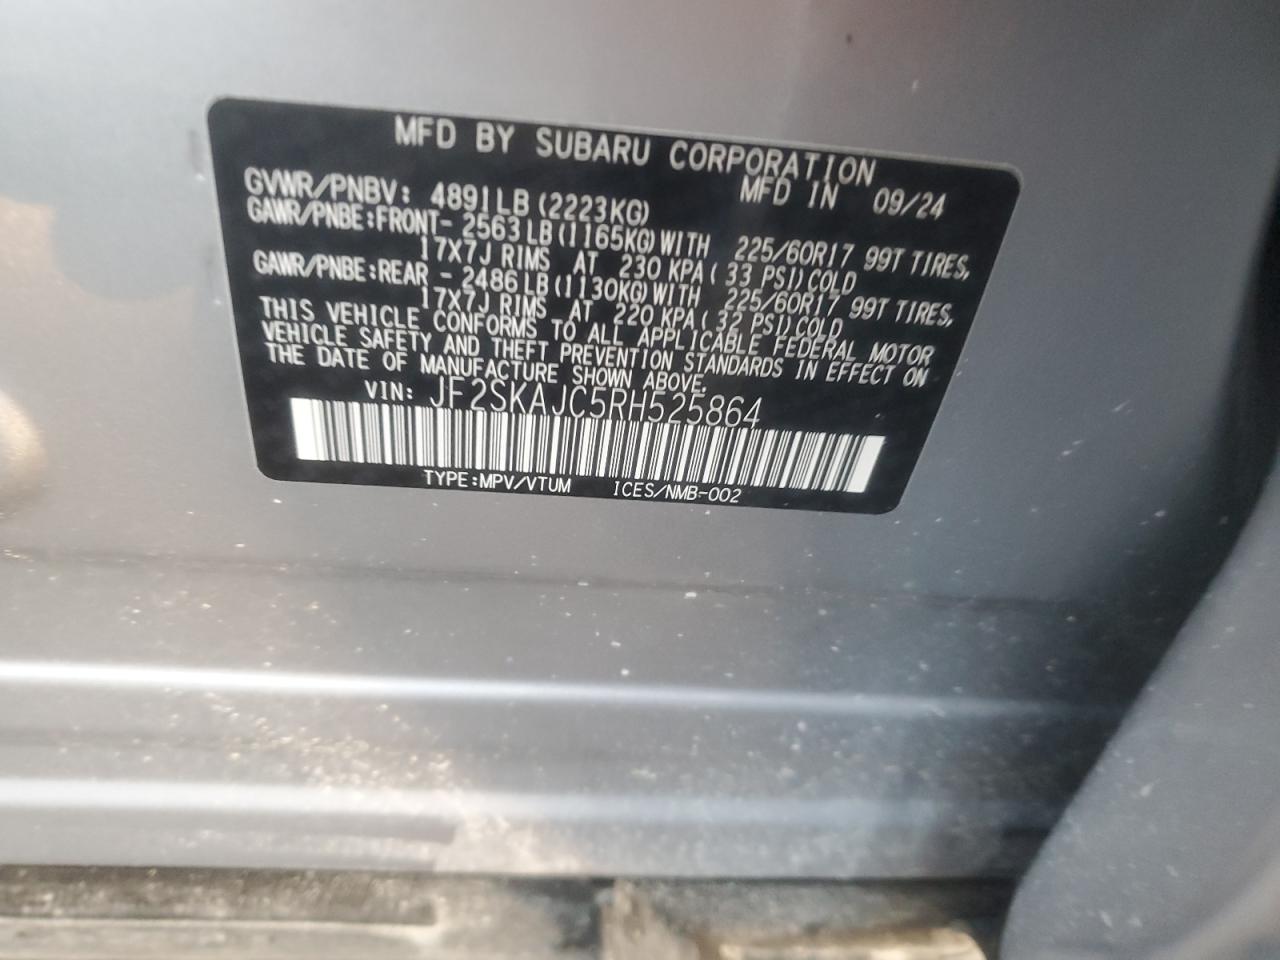 MFD BY SUBARU CORPORATION
MFD IN 09/24
GVWR/PNBV: 4891LB (2223KG)
GAWR/PNBE:FRONT- 2563LB(1165KG)WITH 225/60R17 99T TIRES,
17X7J RIMS AT 230 KPA( 33 PSI)COLD
GAWR/PNBE:REAR - 2486LB(1130KG)WITH 225/60R17 99T TIRES,
17X7J RIMS AT 220 KPA( 32 PSI)COLD
THIS VEHICLE CONFORMS TO ALL APPLICABLE FEDERAL MOTOR
VEHICLE SAFETY AND THEFT PREVENTION STANDARDS IN EFFECT ON
THE DATE OF MANUFACTURE SHOWN ABOVE.
VIN: JF2SKAJC5RH525864
TYPE:MPV/VTUM ICES/NMB-002